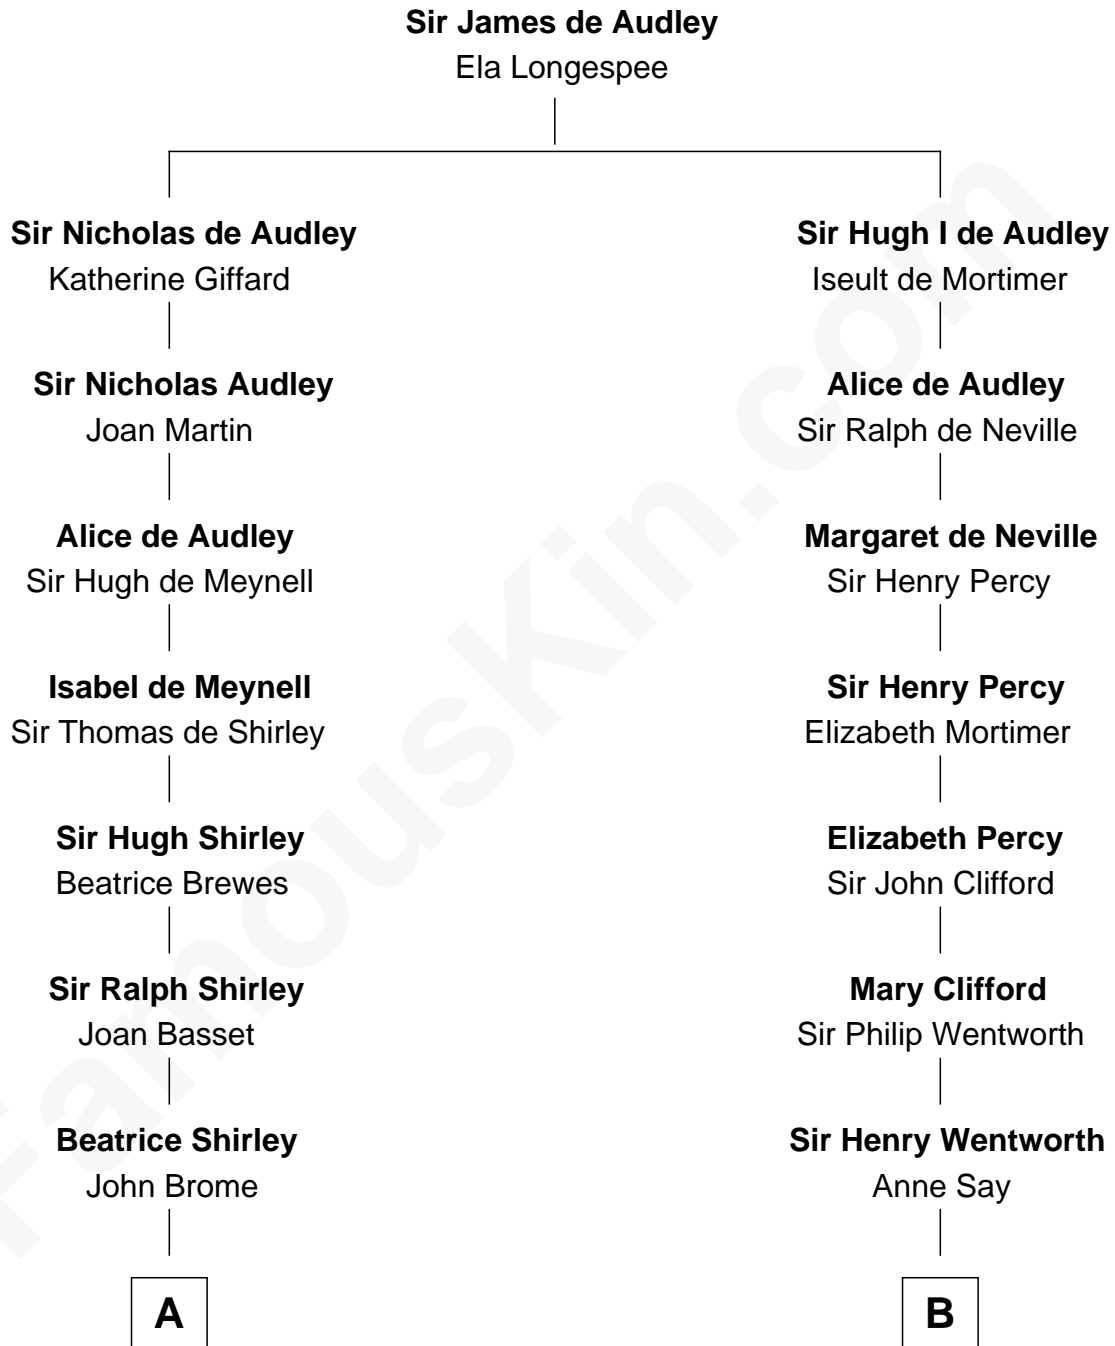 Sir James de Audley
Ela Longespee
Sir Nicholas de Audley
Katherine Giffard
Sir Hugh I de Audley
Iseult de Mortimer
Sir Nicholas Audley
Joan Martin
Alice de Audley
Sir Ralph de Neville
Alice de Audley
Sir Hugh de Meynell
Margaret de Neville
Sir Henry Percy
Isabel de Meynell
Sir Thomas de Shirley
Sir Henry Percy
Elizabeth Mortimer
Sir Hugh Shirley
Beatrice Brewes
Elizabeth Percy
Sir John Clifford
Sir Ralph Shirley
Joan Basset
Mary Clifford
Sir Philip Wentworth
Beatrice Shirley
John Brome
Sir Henry Wentworth
Anne Say
A
B
FamousKin.com